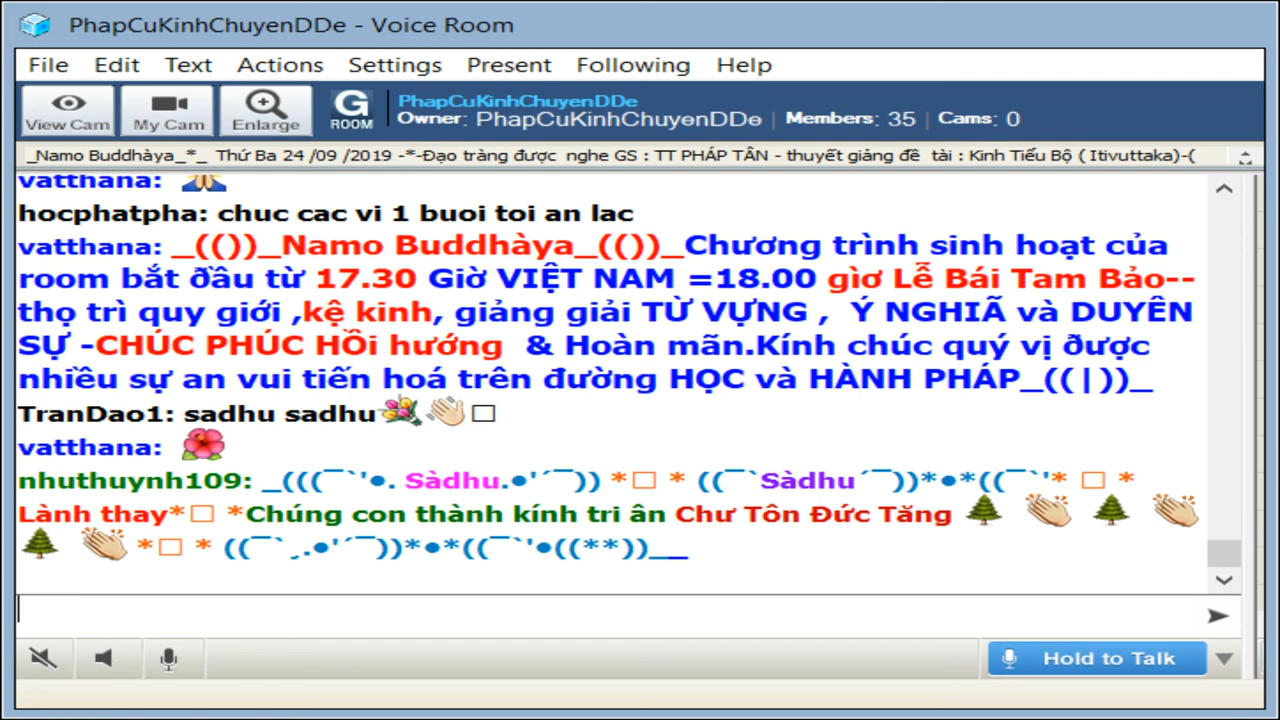 PhapCuKinhChuyenDDe - Voice Room
File Edit Text Actions Settings Present Following Help
View Cam My Cam Enlarge G ROOM
PhapCuKinhChuyenDDe
Owner: PhapCuKinhChuyenDDe | Members: 35 | Cams: 0
_Namo Buddhàya_*_ Thứ Ba 24 /09 /2019 -*-Đạo tràng được nghe GS : TT PHÁP TÂN - thuyết giảng đề tài : Kinh Tiểu Bộ ( Itivuttaka)-(
vatthana: 🙏
hocphatpha: chuc cac vi 1 buoi toi an lac
vatthana: _(())_Namo Buddhàya_(())_Chương trình sinh hoạt của
room bắt ðầu từ 17.30 Giờ VIỆT NAM =18.00 gìơ Lễ Bái Tam Bảo--
thọ trì quy giới ,kệ kinh, giảng giải TỪ VỰNG , Ý NGHIÃ và DUYÊN
SỰ -CHÚC PHÚC HỒi hướng & Hoàn mãn.Kính chúc quý vị ðược
nhiều sự an vui tiến hoá trên đường HỌC và HÀNH PHÁP_((|))_
TranDao1: sadhu sadhu💐👋□
vatthana: 🌺
nhuthuynh109: _(((¯`'•. Sàdhu.•'´¯)) *□ * ((¯`Sàdhu´¯))*•*((¯`'* □ *
Lành thay*□ *Chúng con thành kính tri ân Chư Tôn Đức Tăng 🌲 👏 🌲 👏
🌲 👏 *□ * ((¯`¸.•'´¯))*•*((¯`'•((**))__
Hold to Talk